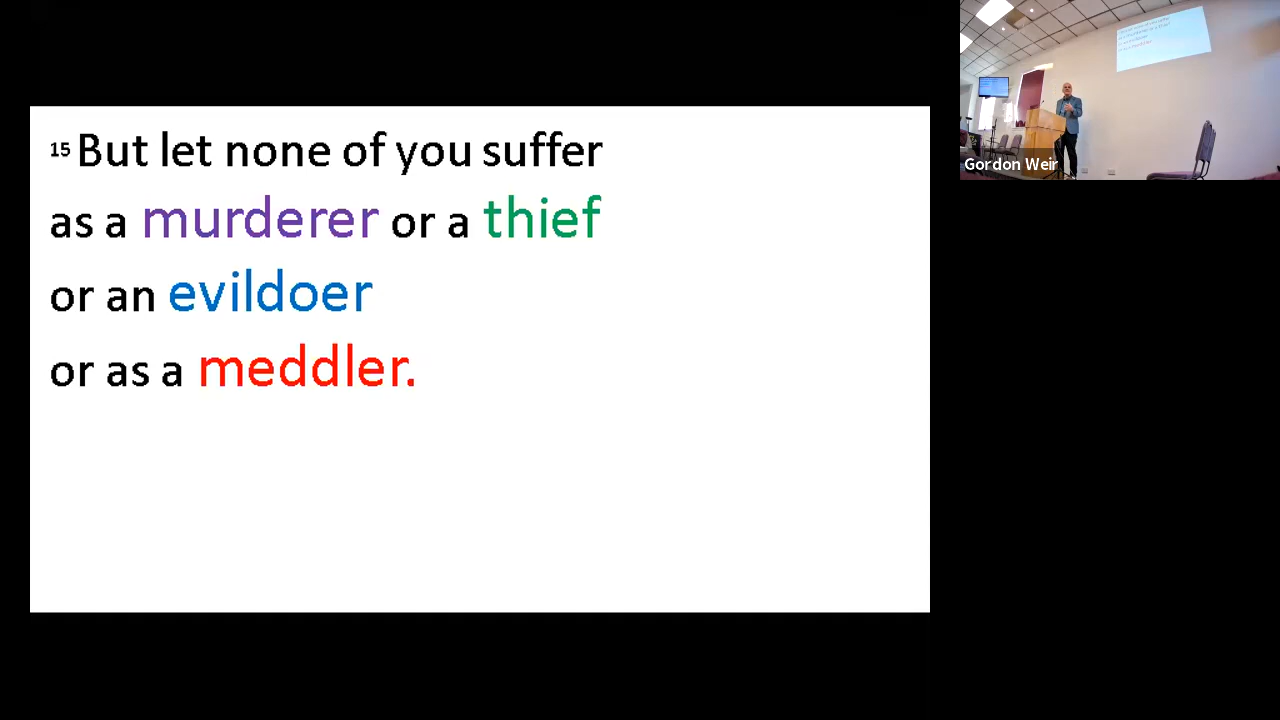 15 But let none of you suffer
as a murderer or a thief
or an evildoer
or as a meddler.
Gordon Weir